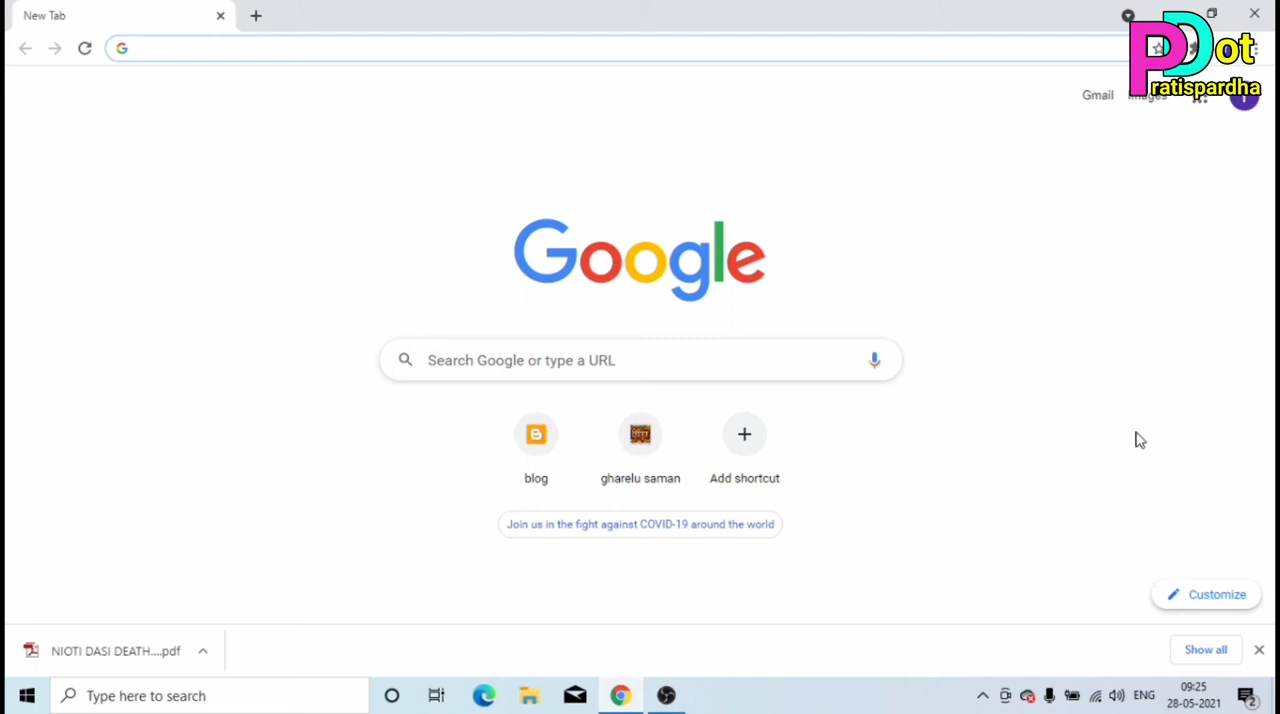 New Tab
P Dot
Pratispardha
Gmail
Images
Google
Search Google or type a URL
blog
gharelu saman
Add shortcut
Join us in the fight against COVID-19 around the world
Customize
NIOTI DASI DEATH....pdf
Show all
Type here to search
ENG
09:25
28-05-2021
2